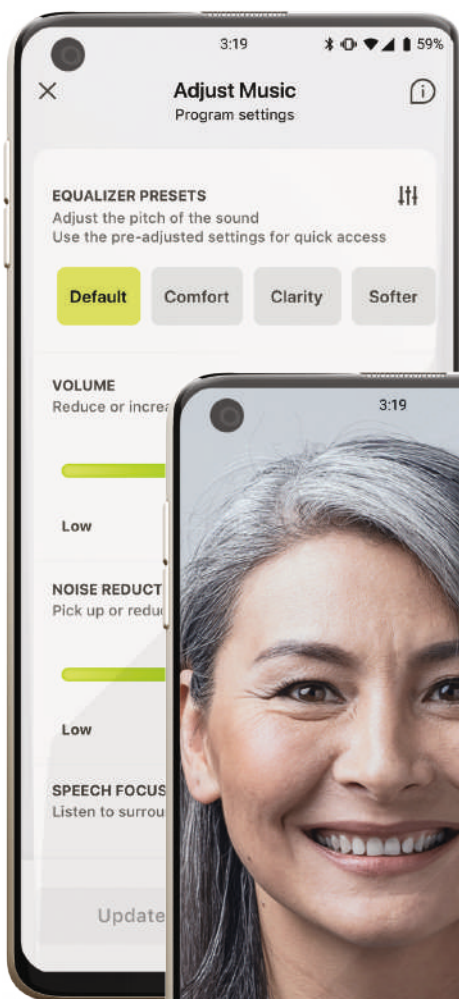 3:19
59%
Adjust Music
Program settings
EQUALIZER PRESETS
Adjust the pitch of the sound
Use the pre-adjusted settings for quick access
Default Comfort Clarity Softer
VOLUME
Reduce or increa
3:19
Low
NOISE REDUCT
Pick up or redu
Low
SPEECH FOCUS
Listen to surrou
Update